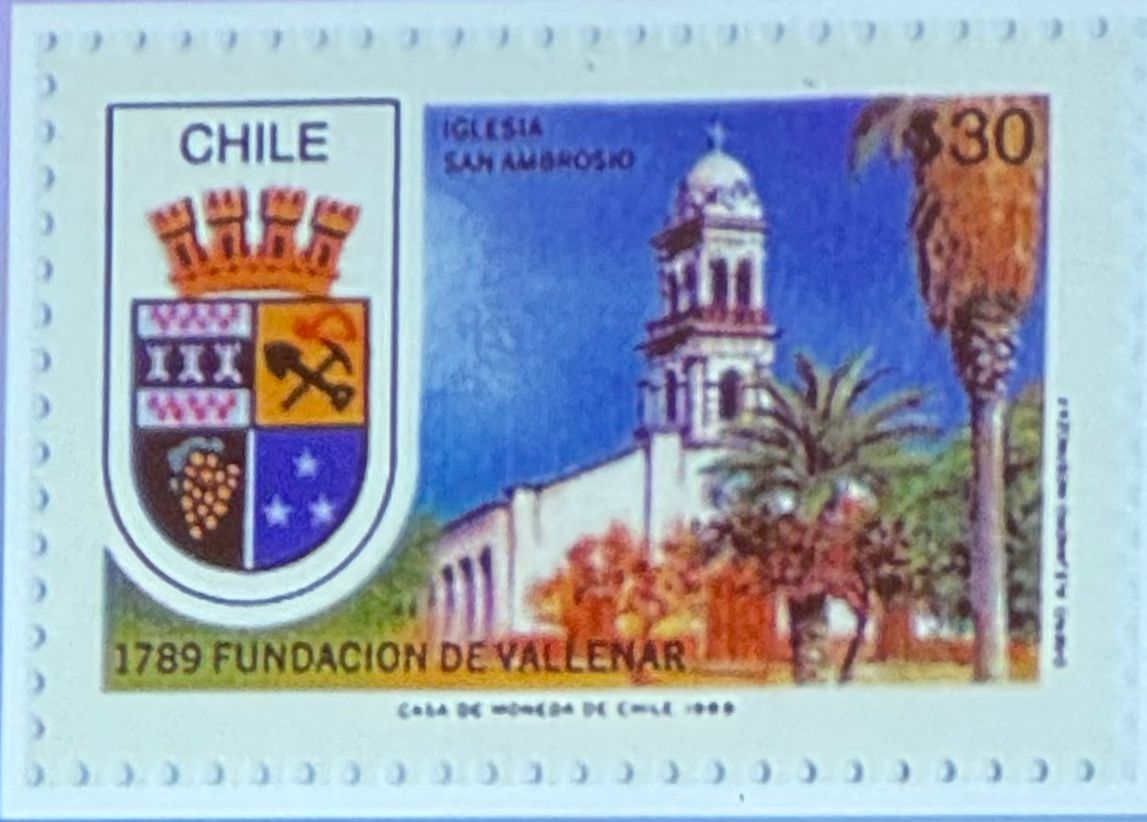 CHILE
IGLESIA
SAN AMBROSIO
$30
1789 FUNDACION DE VALLENAR
CASA DE MONEDA DE CHILE 1989